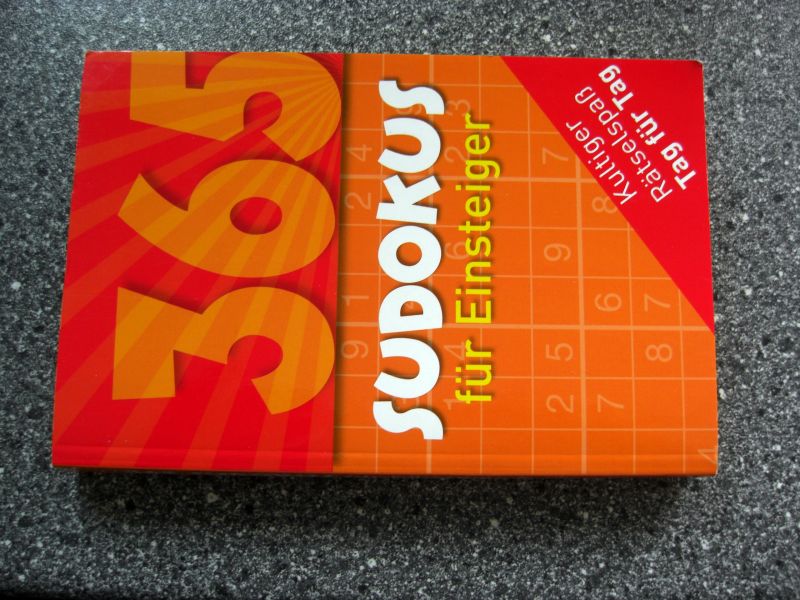 365
SUDOKUS
für Einsteiger
Kultiger
Rätselspaß
Tag für Tag